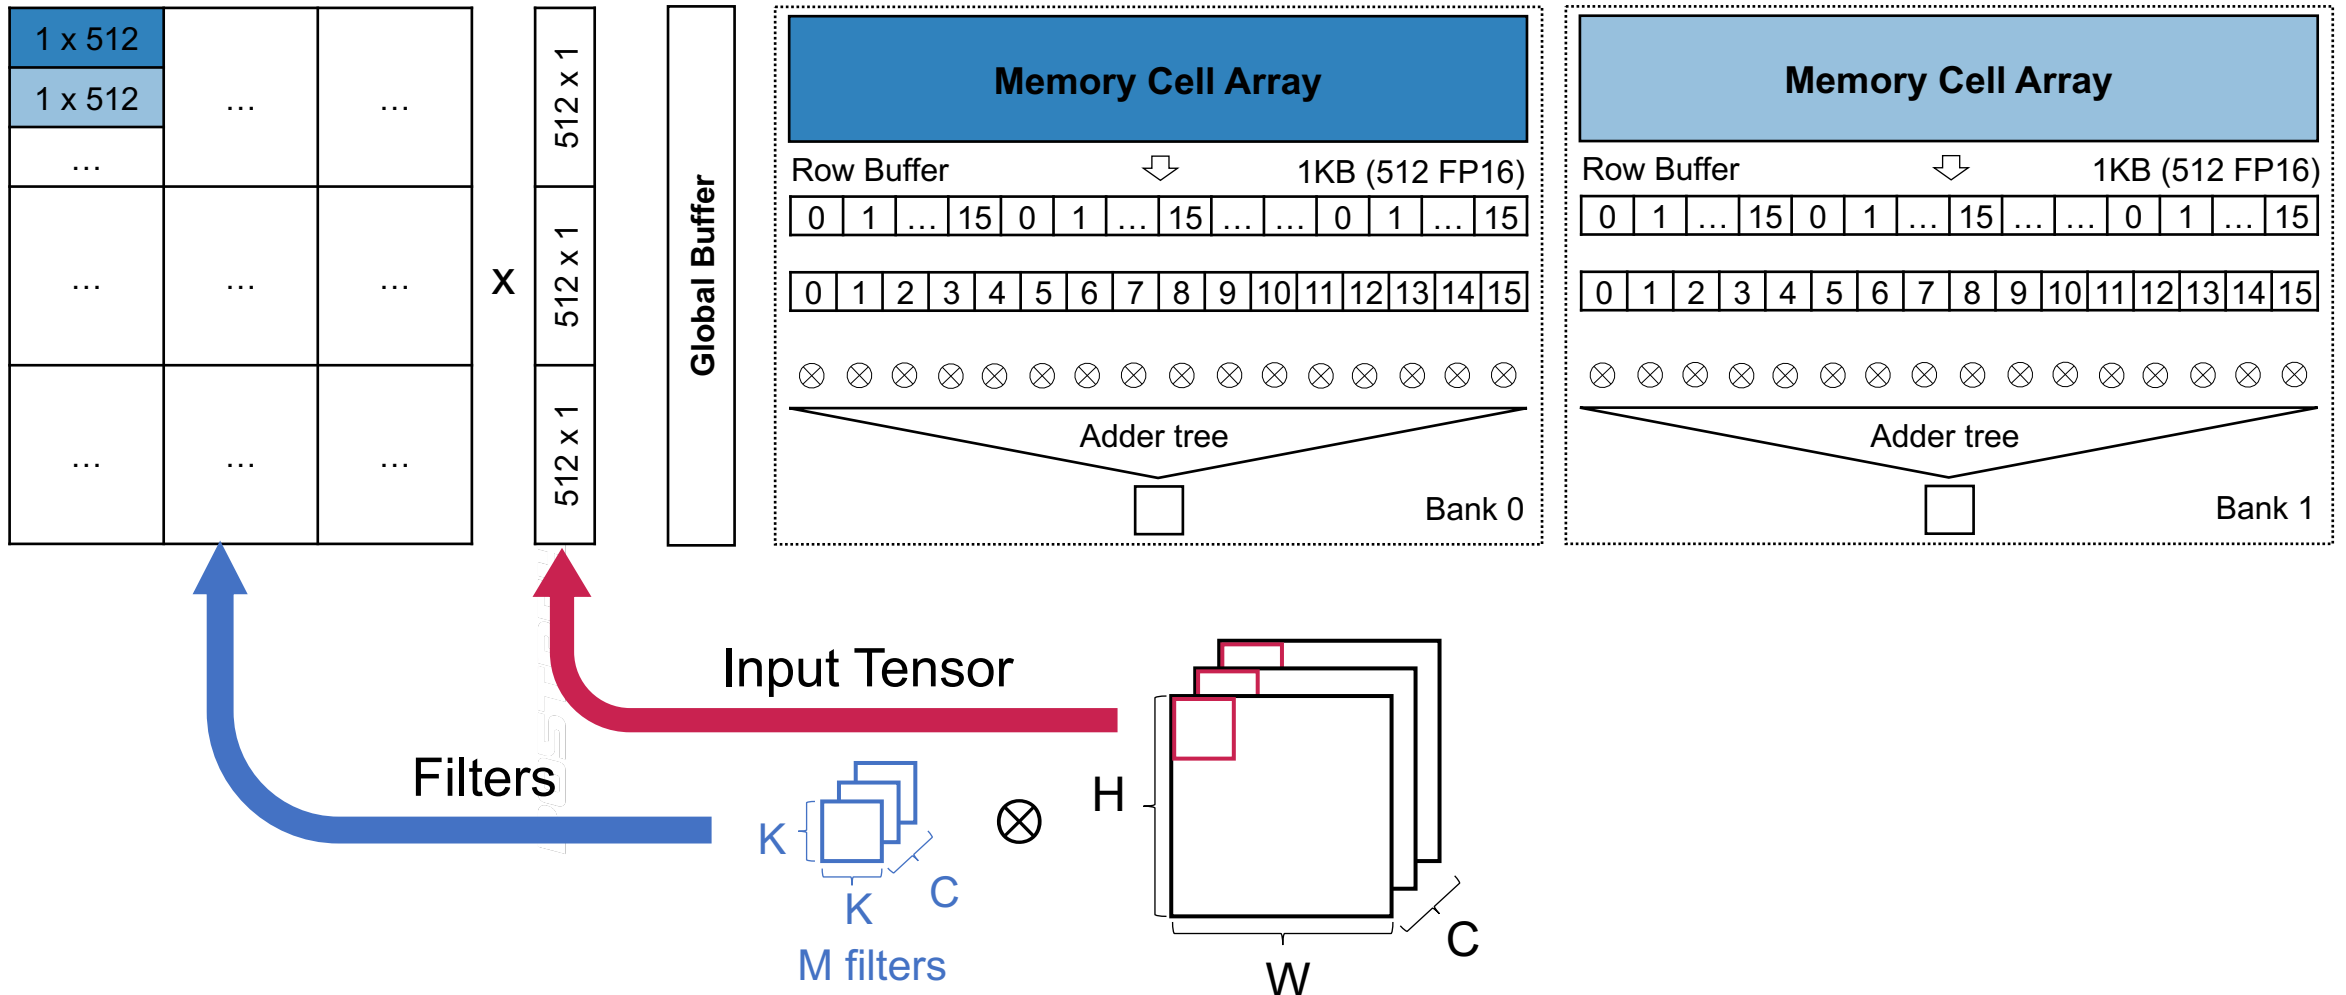 1 x 512
1 x 512
...
...
...
...
...
...
...
...
...
x
512 x 1
512 x 1
512 x 1
Global Buffer
Memory Cell Array
Row Buffer
1KB (512 FP16)
0 1 ... 15 0 1 ... 15 ... ... 0 1 ... 15
0 1 2 3 4 5 6 7 8 9 10 11 12 13 14 15
Adder tree
Bank 0
Memory Cell Array
Row Buffer
1KB (512 FP16)
0 1 ... 15 0 1 ... 15 ... ... 0 1 ... 15
0 1 2 3 4 5 6 7 8 9 10 11 12 13 14 15
Adder tree
Bank 1
Input Tensor
Filters
K
K
C
M filters
H
W
C